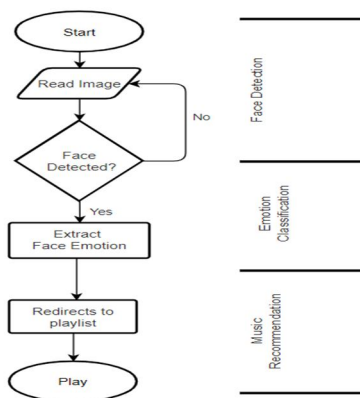 Start
Read Image
No
Face
Detected?
Yes
Extract
Face Emotion
Redirects to
playlist
Play
Face Detection
Emotion
Classification
Music
Recommendation